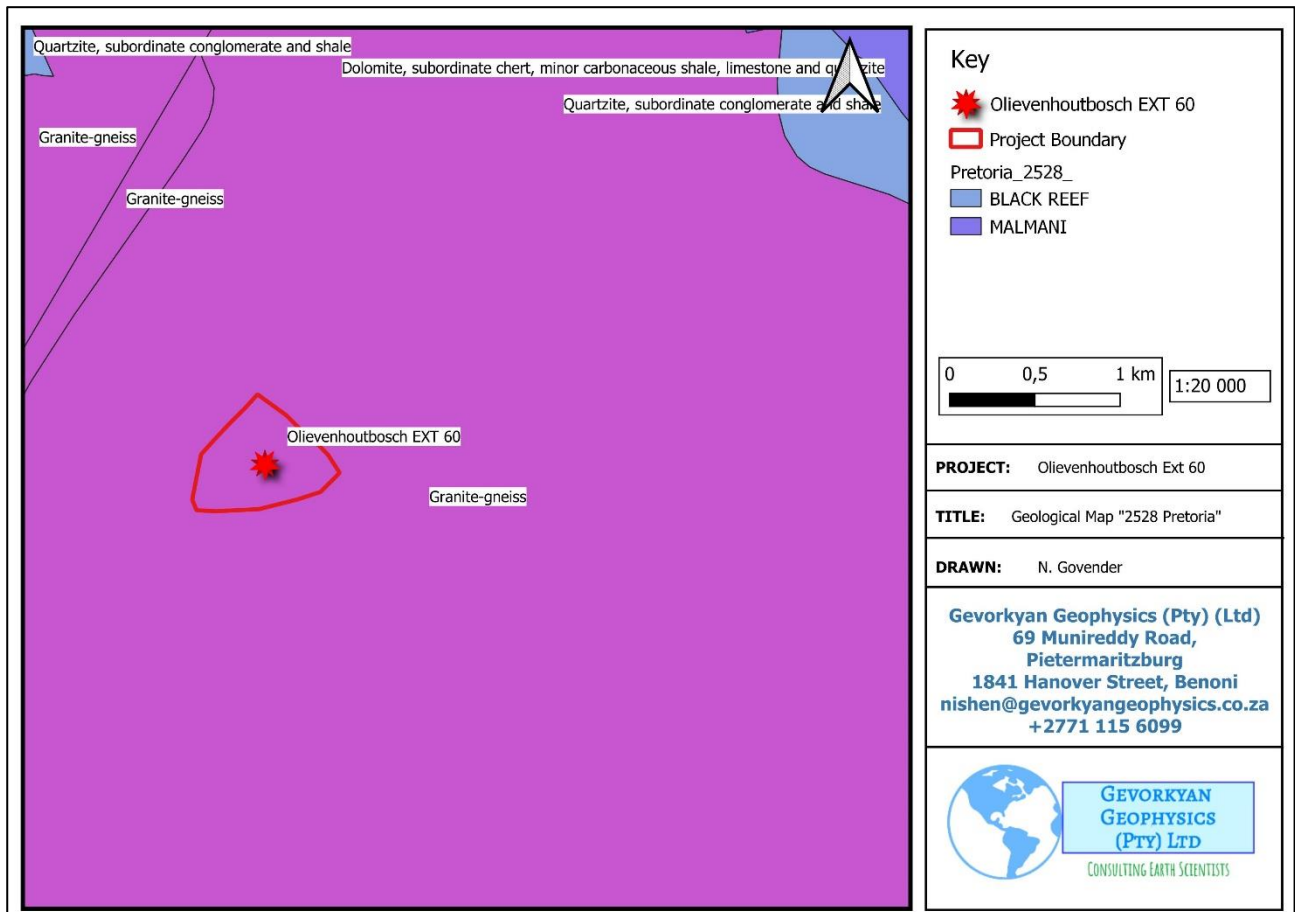 Quartzite, subordinate conglomerate and shale
Dolomite, subordinate chert, minor carbonaceous shale, limestone and quartzite
Quartzite, subordinate conglomerate and shale
Granite-gneiss
Granite-gneiss
Olievenhoutbosch EXT 60
Granite-gneiss
Key
Olievenhoutbosch EXT 60
Project Boundary
Pretoria_2528_
BLACK REEF
MALMANI
0 0,5 1 km
1:20 000
PROJECT: Olievenhoutbosch Ext 60
TITLE: Geological Map "2528 Pretoria"
DRAWN: N. Govender
Gevorkyan Geophysics (Pty) (Ltd)
69 Munireddy Road,
Pietermaritzburg
1841 Hanover Street, Benoni
nishen@gevorkyangeophysics.co.za
+2771 115 6099
GEVORKYAN
GEOPHYSICS
(PTY) LTD
CONSULTING EARTH SCIENTISTS